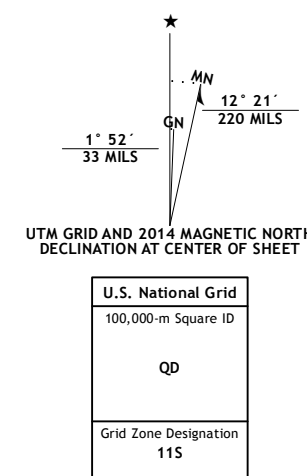 ★
MN
GN
12° 21´
220 MILS
1° 52´
33 MILS
UTM GRID AND 2014 MAGNETIC NORTH
DECLINATION AT CENTER OF SHEET
U.S. National Grid
100,000-m Square ID
QD
Grid Zone Designation
11S